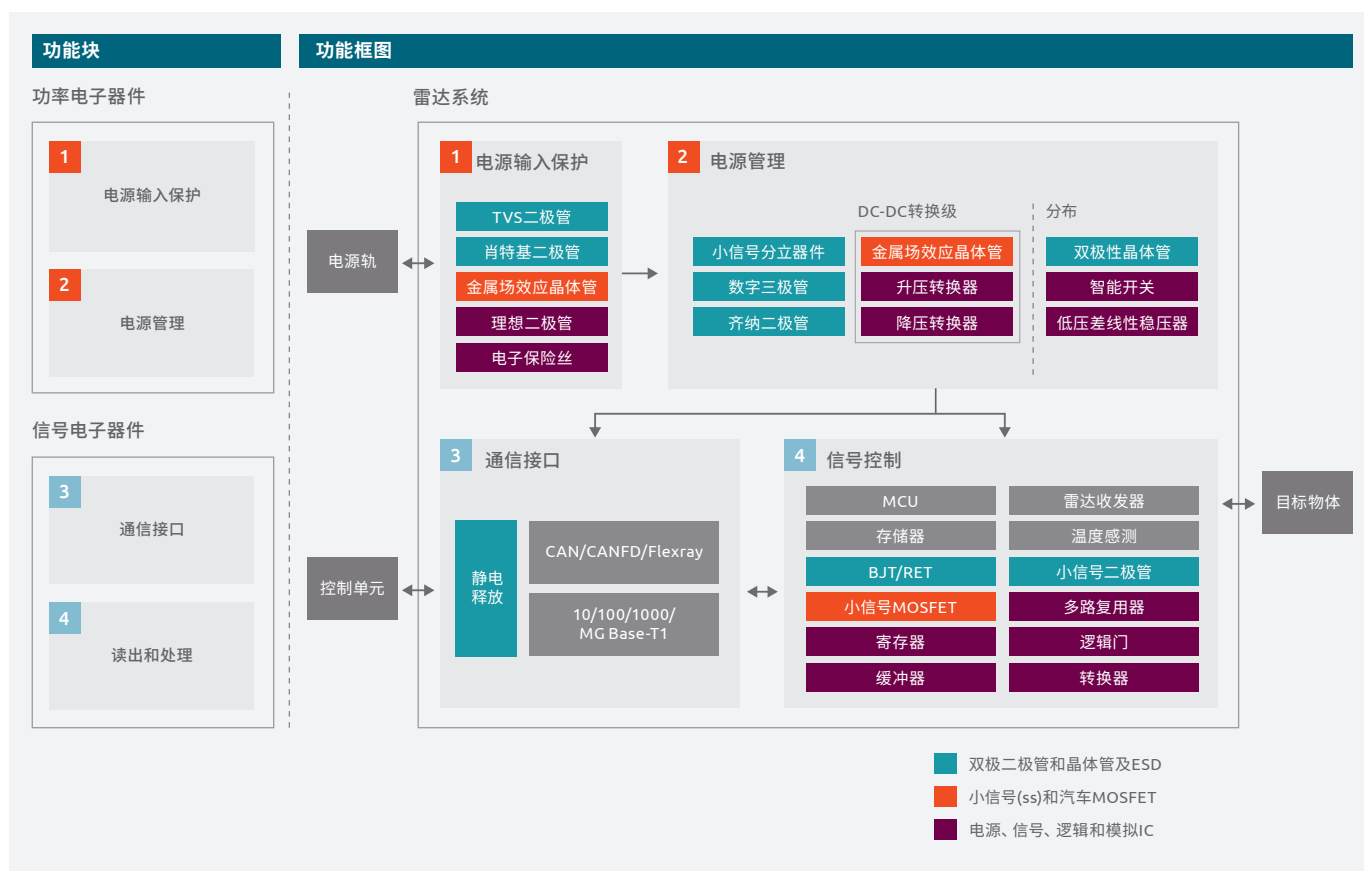 功能块
功能框图
功率电子器件
1
电源输入保护
2
电源管理
信号电子器件
3
通信接口
4
读出和处理
雷达系统
电源轨
1
电源输入保护
TVS二极管
肖特基二极管
金属场效应晶体管
理想二极管
电子保险丝
2
电源管理
小信号分立器件
数字三极管
齐纳二极管
DC-DC转换级
金属场效应晶体管
升压转换器
降压转换器
分布
双极性晶体管
智能开关
低压差线性稳压器
控制单元
3
通信接口
静电
释放
CAN/CANFD/Flexray
10/100/1000/
MG Base-T1
4
信号控制
MCU
雷达收发器
存储器
温度感测
BJT/RET
小信号二极管
小信号MOSFET
多路复用器
寄存器
逻辑门
缓冲器
转换器
目标物体
双极二极管和晶体管及ESD
小信号(ss)和汽车MOSFET
电源、信号、逻辑和模拟IC